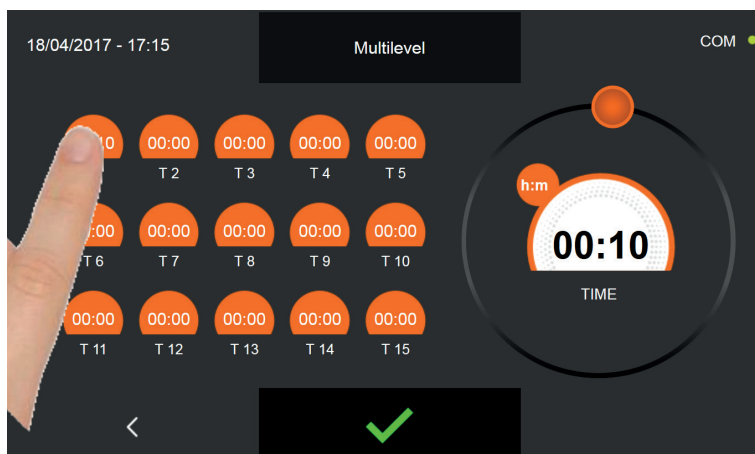 18/04/2017 - 17:15
Multilevel
COM
00:00
00:00
00:00
00:00
T 2
T 3
T 4
T 5
h:m
00:10
TIME
:00
00:00
00:00
00:00
00:00
T 6
T 7
T 8
T 9
T 10
00:00
00:00
00:00
00:00
00:00
T 11
T 12
T 13
T 14
T 15